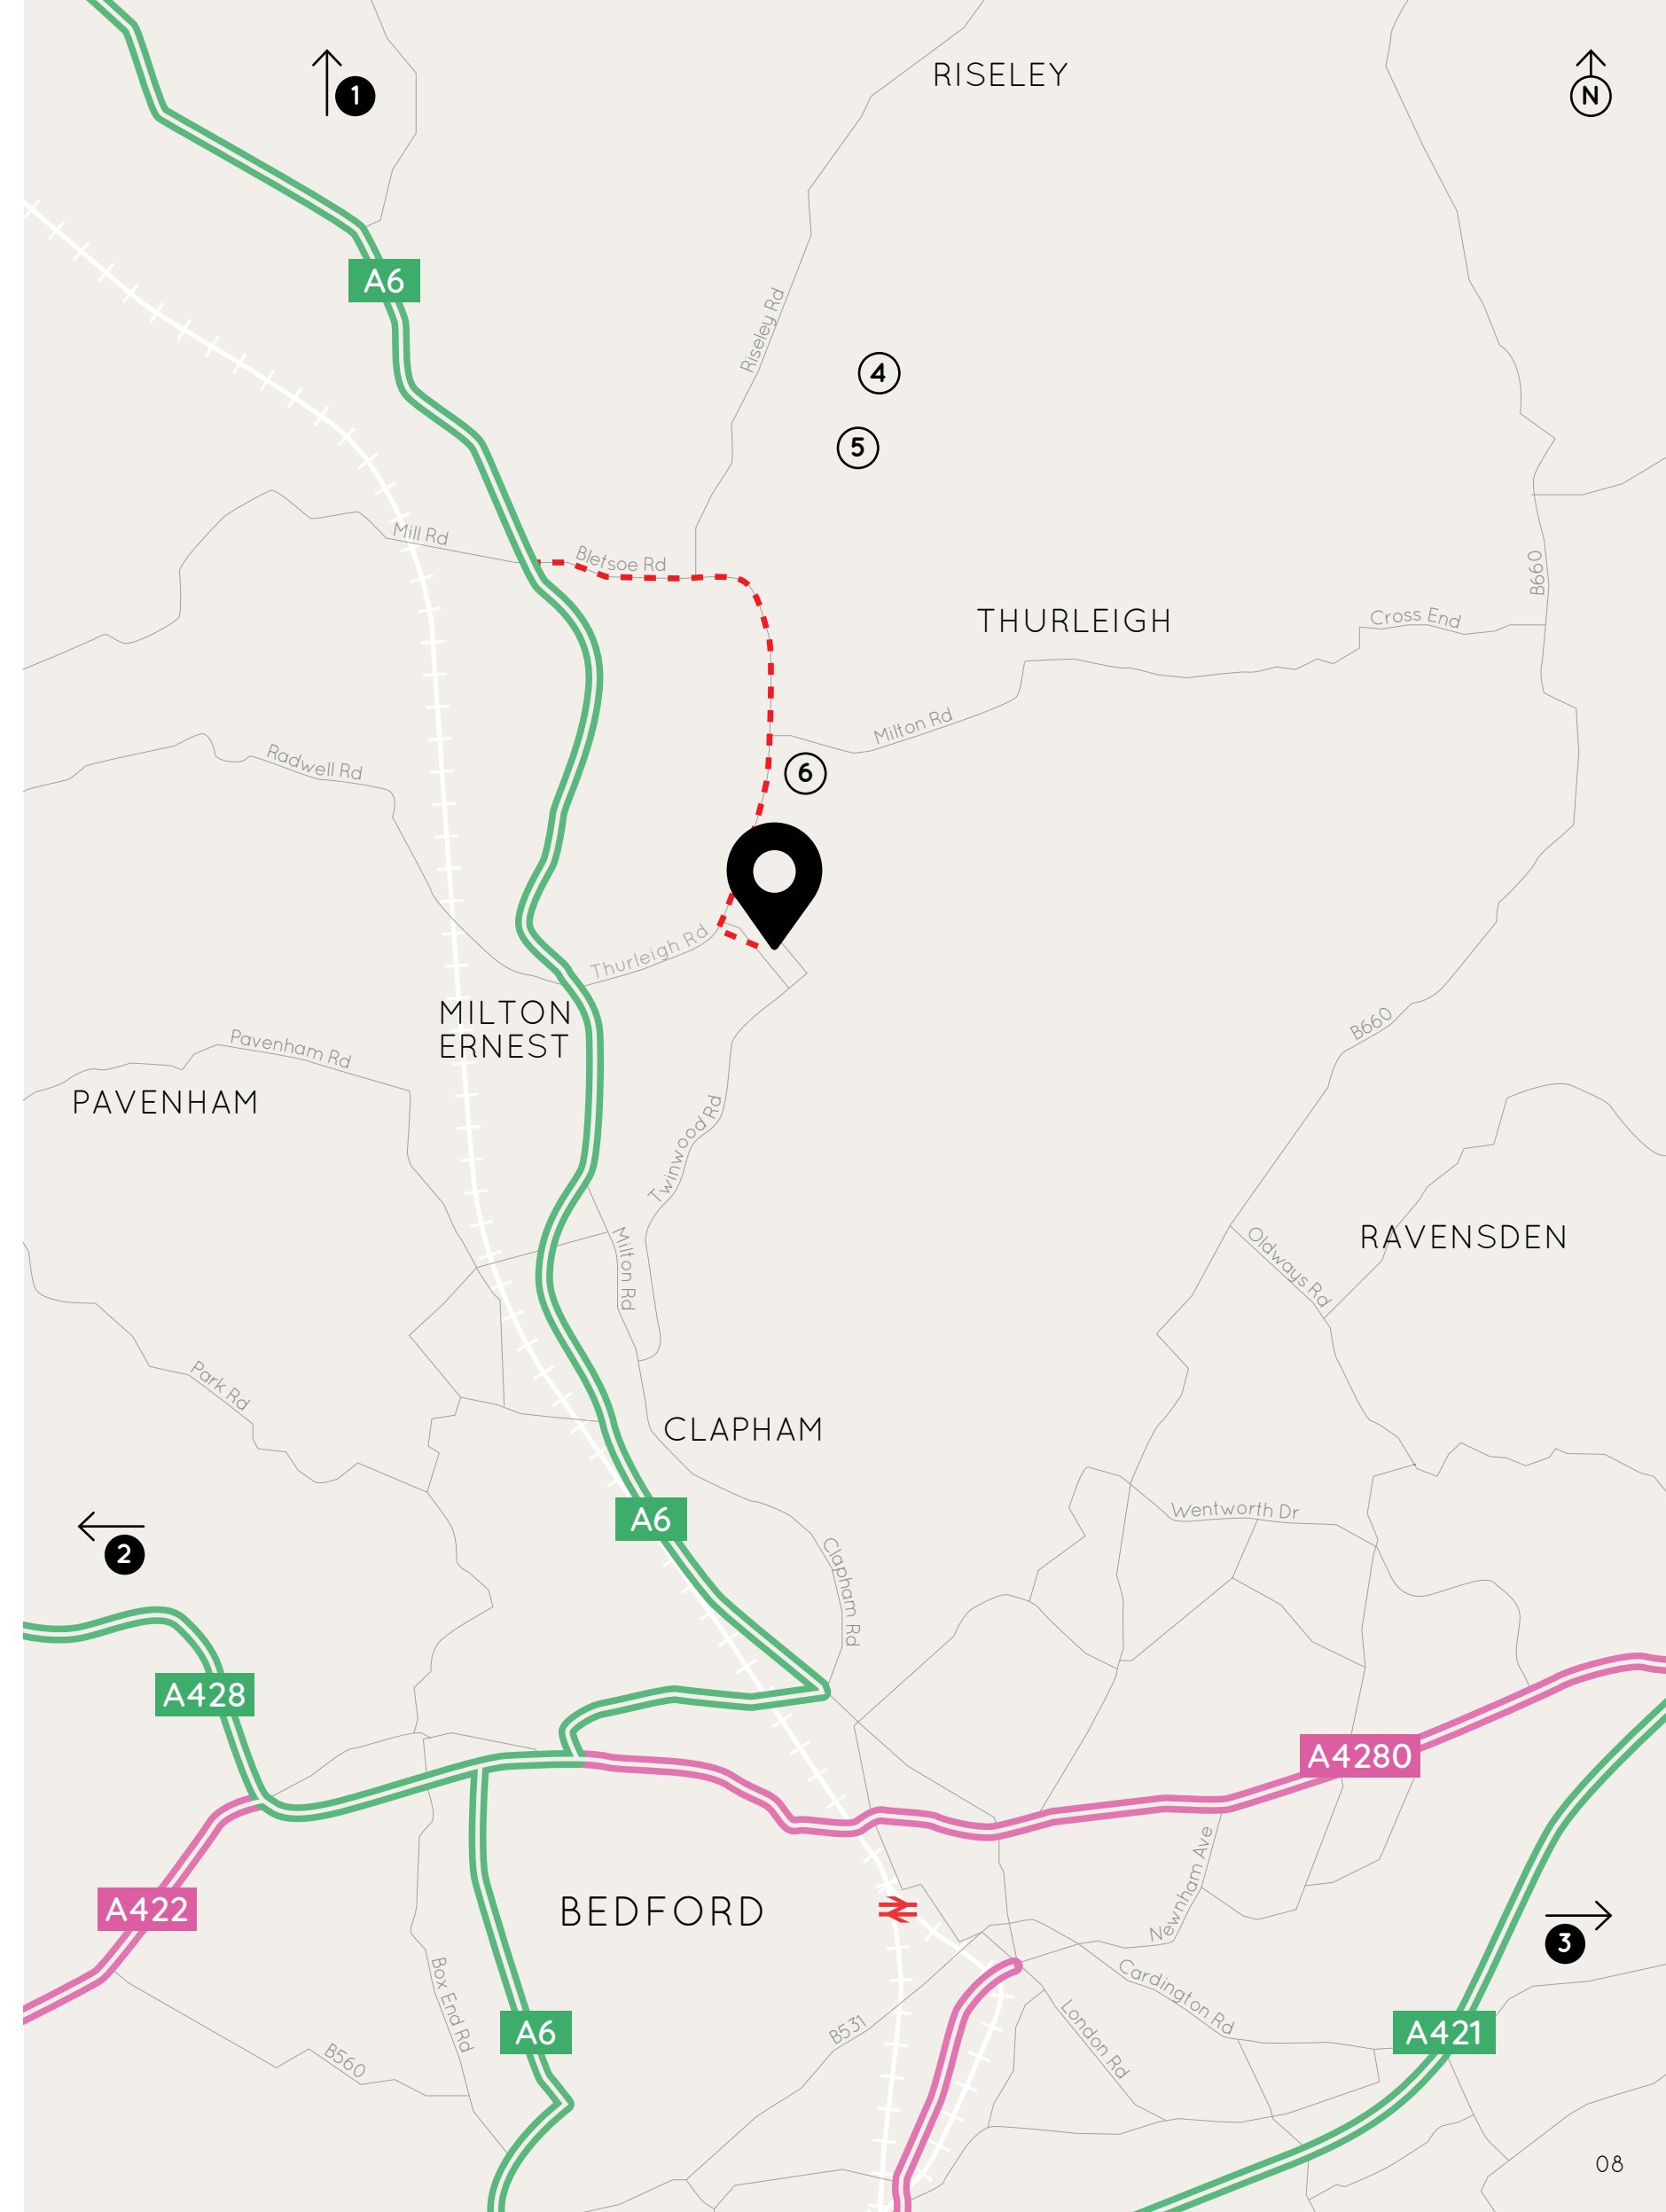 1
RISELEY
N
A6
Riseley Rd
4
5
Mill Rd
Bletsoe Rd
B660
THURLEIGH
Cross End
Milton Rd
Radwell Rd
6
Thurleigh Rd
MILTON
ERNEST
B660
Pavenham Rd
PAVENHAM
Twinwood Rd
RAVENSDEN
Oldways Rd
Milton Rd
Park Rd
CLAPHAM
Wentworth Dr
A6
2
Clapham Rd
A428
A4280
Newnham Ave
A422
BEDFORD
3
Box End Rd
Cardington Rd
London Rd
B531
A6
A421
B560
08